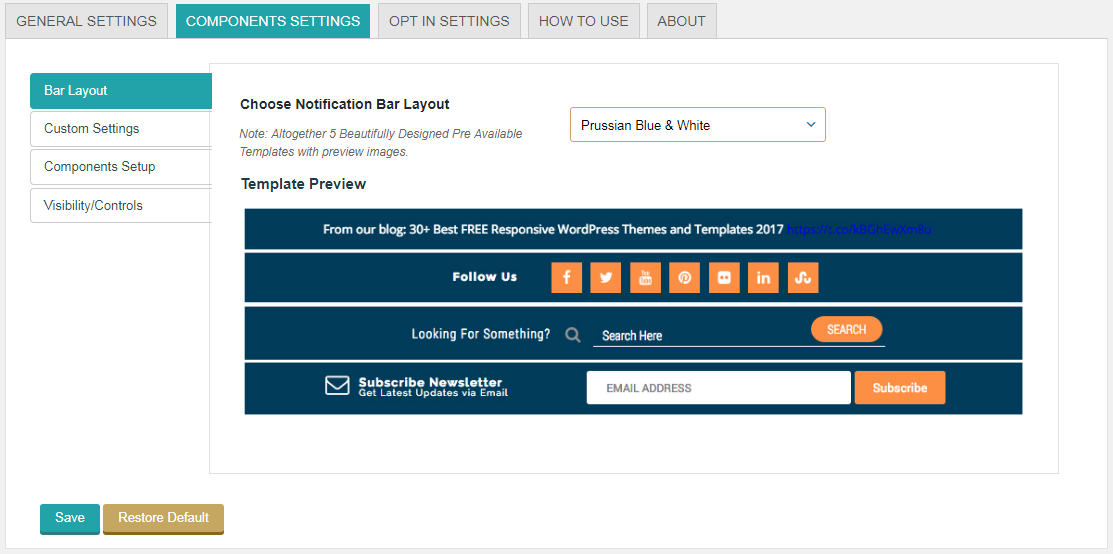 GENERAL SETTINGS
COMPONENTS SETTINGS
OPT IN SETTINGS
HOW TO USE
ABOUT
Bar Layout
Custom Settings
Components Setup
Visibility/Controls
Choose Notification Bar Layout
Note: Altogether 5 Beautifully Designed Pre Available
Templates with preview images.
Prussian Blue & White
Template Preview
From our blog: 30+ Best FREE Responsive WordPress Themes and Templates 2017
Follow Us
Looking For Something?
Search Here
SEARCH
Subscribe Newsletter
Get Latest Updates via Email
EMAIL ADDRESS
Subscribe
Save
Restore Default